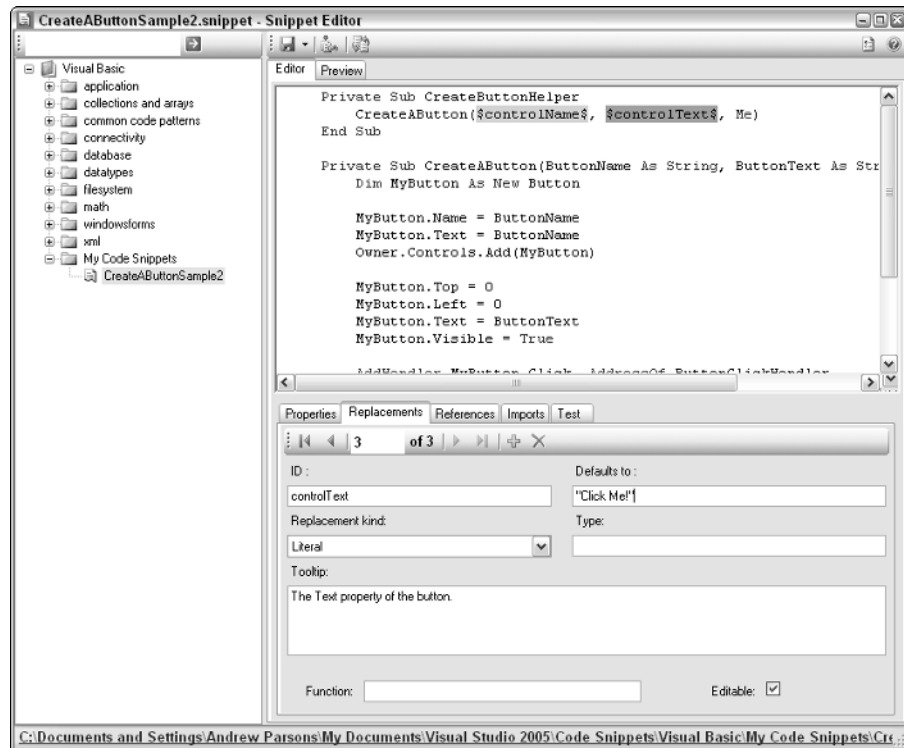 CreateAButtonSample2.snippet - Snippet Editor
Visual Basic
application
collections and arrays
common code patterns
connectivity
database
datatypes
filesystem
math
windowsforms
xml
My Code Snippets
CreateAButtonSample2
Editor Preview
Private Sub CreateButtonHelper
CreateAButton($controlName$, $controlText$, Me)
End Sub
Private Sub CreateAButton(ButtonName As String, ButtonText As Str
Dim MyButton As New Button
MyButton.Name = ButtonName
MyButton.Text = ButtonName
Owner.Controls.Add(MyButton)
MyButton.Top = 0
MyButton.Left = 0
MyButton.Text = ButtonText
MyButton.Visible = True
AddHandler MyButton.Click, AddressOf ButtonClickHandler
Properties Replacements References Imports Test
3 of 3
ID : Defaults to :
controlText "Click Me!"
Replacement kind: Type:
Literal
Tooltip:
The Text property of the button.
Function: Editable:
C:\Documents and Settings\Andrew Parsons\My Documents\Visual Studio 2005\Code Snippets\Visual Basic\My Code Snippets\Cre